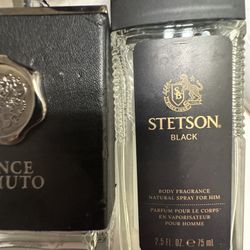 NCE
MUTO
STETSON
BLACK
BODY FRAGRANCE
NATURAL SPRAY FOR HIM
PARFUM POUR LE CORPS
EN VAPORISATEUR
POUR HOMME
2.5 fl. oz. ℮ 75 mL